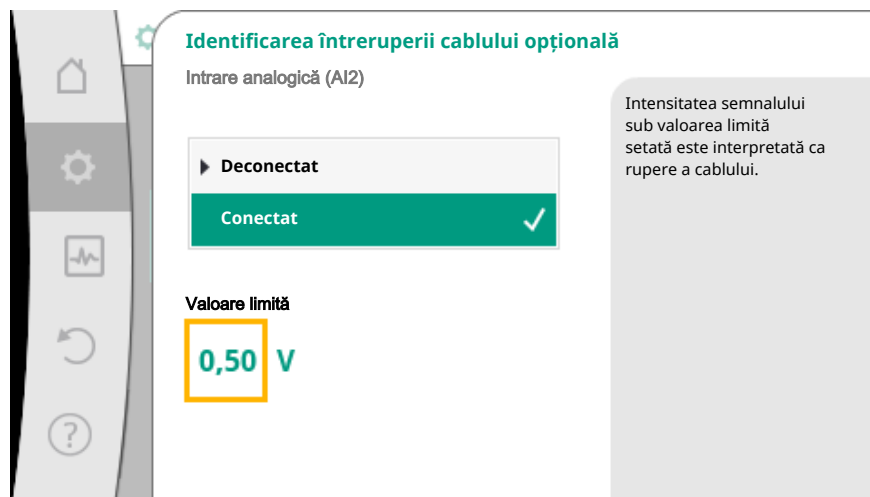 Identificarea întreruperii cablului opțională
Intrare analogică (AI2)
Deconectat
Conectat
Valoare limită
0,50 V
Intensitatea semnalului
sub valoarea limită
setată este interpretată ca
rupere a cablului.
?